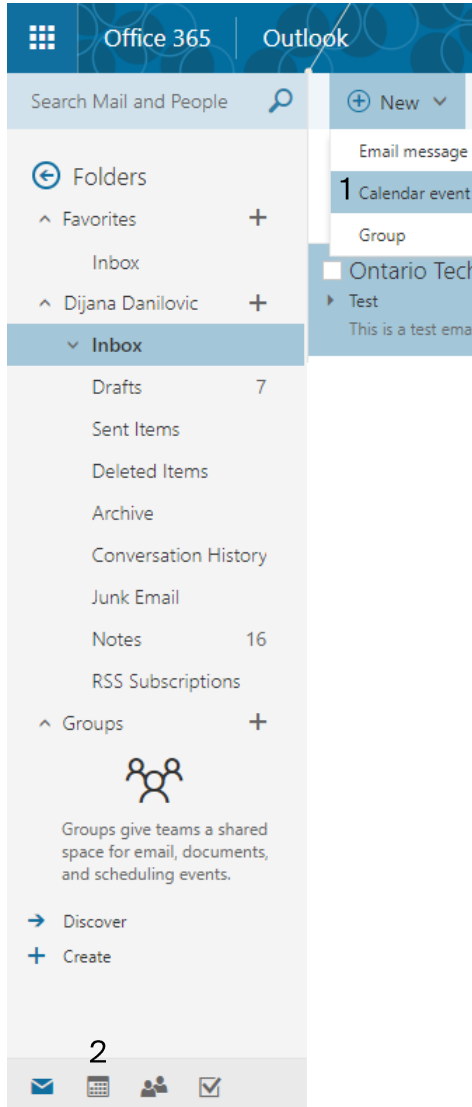 Office 365 Outlook
Search Mail and People
New
Email message
1 Calendar event
Group
Folders
Favorites
Inbox
Dijana Danilovic
Inbox
Drafts 7
Sent Items
Deleted Items
Archive
Conversation History
Junk Email
Notes 16
RSS Subscriptions
Groups
Groups give teams a shared
space for email, documents,
and scheduling events.
Discover
Create
2
Ontario Tech
Test
This is a test ema